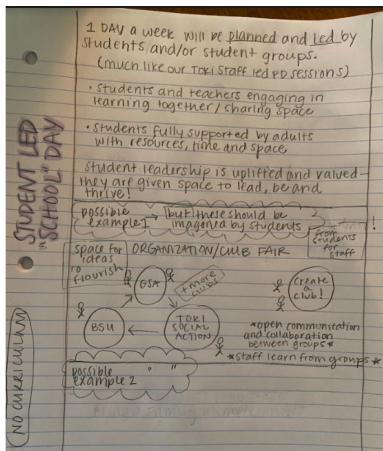 1 DAY a week will be planned and led by
students and/or student groups.
(much like our TOKI Staff led PD sessions)
• students and teachers engaging in
learning together/sharing space
• students fully supported by adults
with resources, time and space
student leadership is uplifted and valued-
they are given space to lead, be and
thrive!
STUDENT LED
"SCHOOL" DAY
possible
example 1 → (but these should be
imagened by students
!
from students
for
staff
space for
ideas
to
flourish
ORGANIZATION/CLUB FAIR
GSA
+ more
clubs
create
a
club!
BSU
TOKI
SOCIAL
ACTION
*open communication
and collaboration
between groups*
*staff learn from groups*
possible " "
example 2
NO CURRICULUM